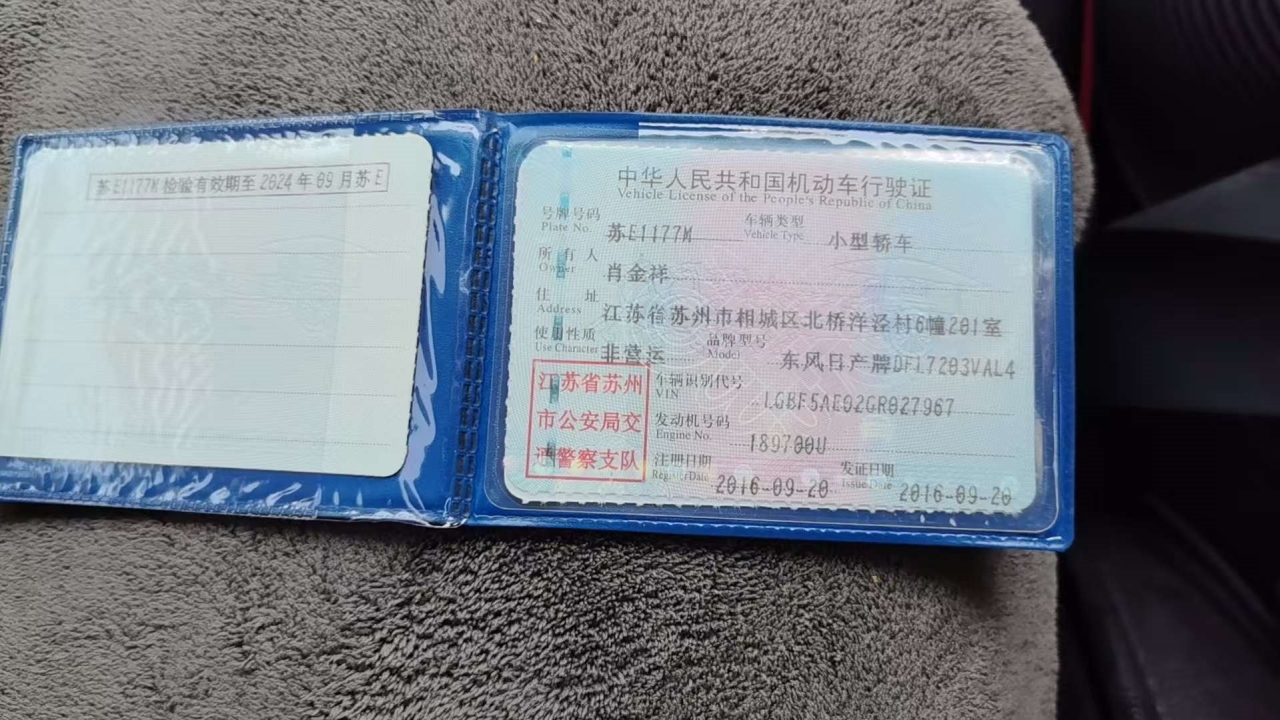 苏E1177M检验有效期至2024年09月苏E
中华人民共和国机动车行驶证
Vehicle License of the People's Republic of China
号牌号码 苏E1177M 车辆类型 小型轿车
Plate No. Vehicle Type
所有人 肖金祥
Owner
住址 江苏省苏州市相城区北桥洋泾村6幢201室
Address
使用性质 非营运 品牌型号 东风日产牌DFL7203VAL4
Use Character Model
江苏省苏州
市公安局交
通警察支队
车辆识别代号 LGBF5AE02GR027967
VIN
发动机号码 189700U
Engine No.
注册日期 2016-09-20 发证日期 2016-09-20
Register Date Issue Date